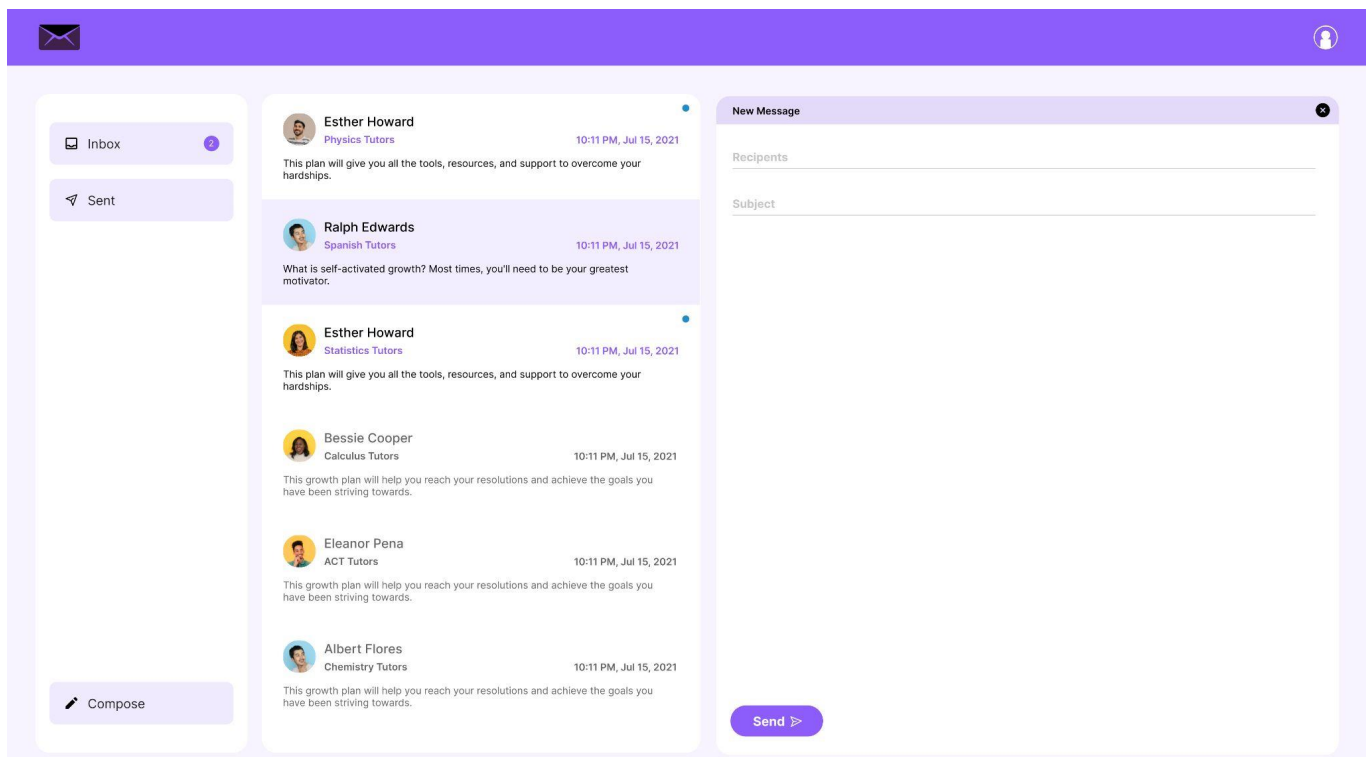 Inbox
2
Sent
Compose
Esther Howard
Physics Tutors
10:11 PM, Jul 15, 2021
This plan will give you all the tools, resources, and support to overcome your
hardships.
Ralph Edwards
Spanish Tutors
10:11 PM, Jul 15, 2021
What is self-activated growth? Most times, you'll need to be your greatest
motivator.
Esther Howard
Statistics Tutors
10:11 PM, Jul 15, 2021
This plan will give you all the tools, resources, and support to overcome your
hardships.
Bessie Cooper
Calculus Tutors
10:11 PM, Jul 15, 2021
This growth plan will help you reach your resolutions and achieve the goals you
have been striving towards.
Eleanor Pena
ACT Tutors
10:11 PM, Jul 15, 2021
This growth plan will help you reach your resolutions and achieve the goals you
have been striving towards.
Albert Flores
Chemistry Tutors
10:11 PM, Jul 15, 2021
This growth plan will help you reach your resolutions and achieve the goals you
have been striving towards.
New Message
Recipents
Subject
Send